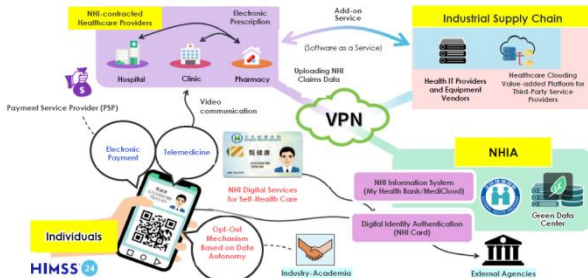 NHI-contracted
Healthcare Providers
Electronic
Prescription
Hospital
Clinic
Pharmacy
Add-on
Service
(Software as a Service)
Industrial Supply Chain
Health IT Providers
and Equipment
Vendors
Healthcare Clouding
Value-added Platform for
Third-Party Service
Providers
Uploading NHI
Claims Data
Payment Service Provider (PSP)
Video
communication
VPN
Electronic
Payment
Telemedicine
NHI Digital Services
for Self-Health Care
NHIA
NHI Information System
(My Health Bank/MediCloud)
Green Data
Center
Digital Identity Authentication
(NHI Card)
Opt-Out
Mechanism
Based on Data
Autonomy
Individuals
HIMSS 24
Industry-Academia
External Agencies